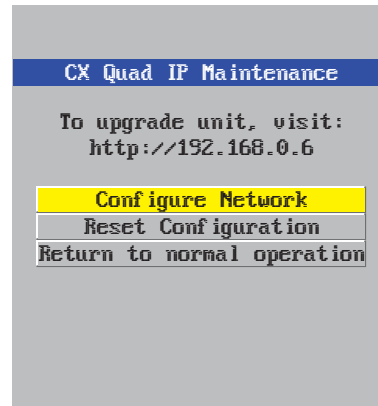 CX Quad IP Maintenance
To upgrade unit, visit:
http://192.168.0.6
Configure Network
Reset Configuration
Return to normal operation